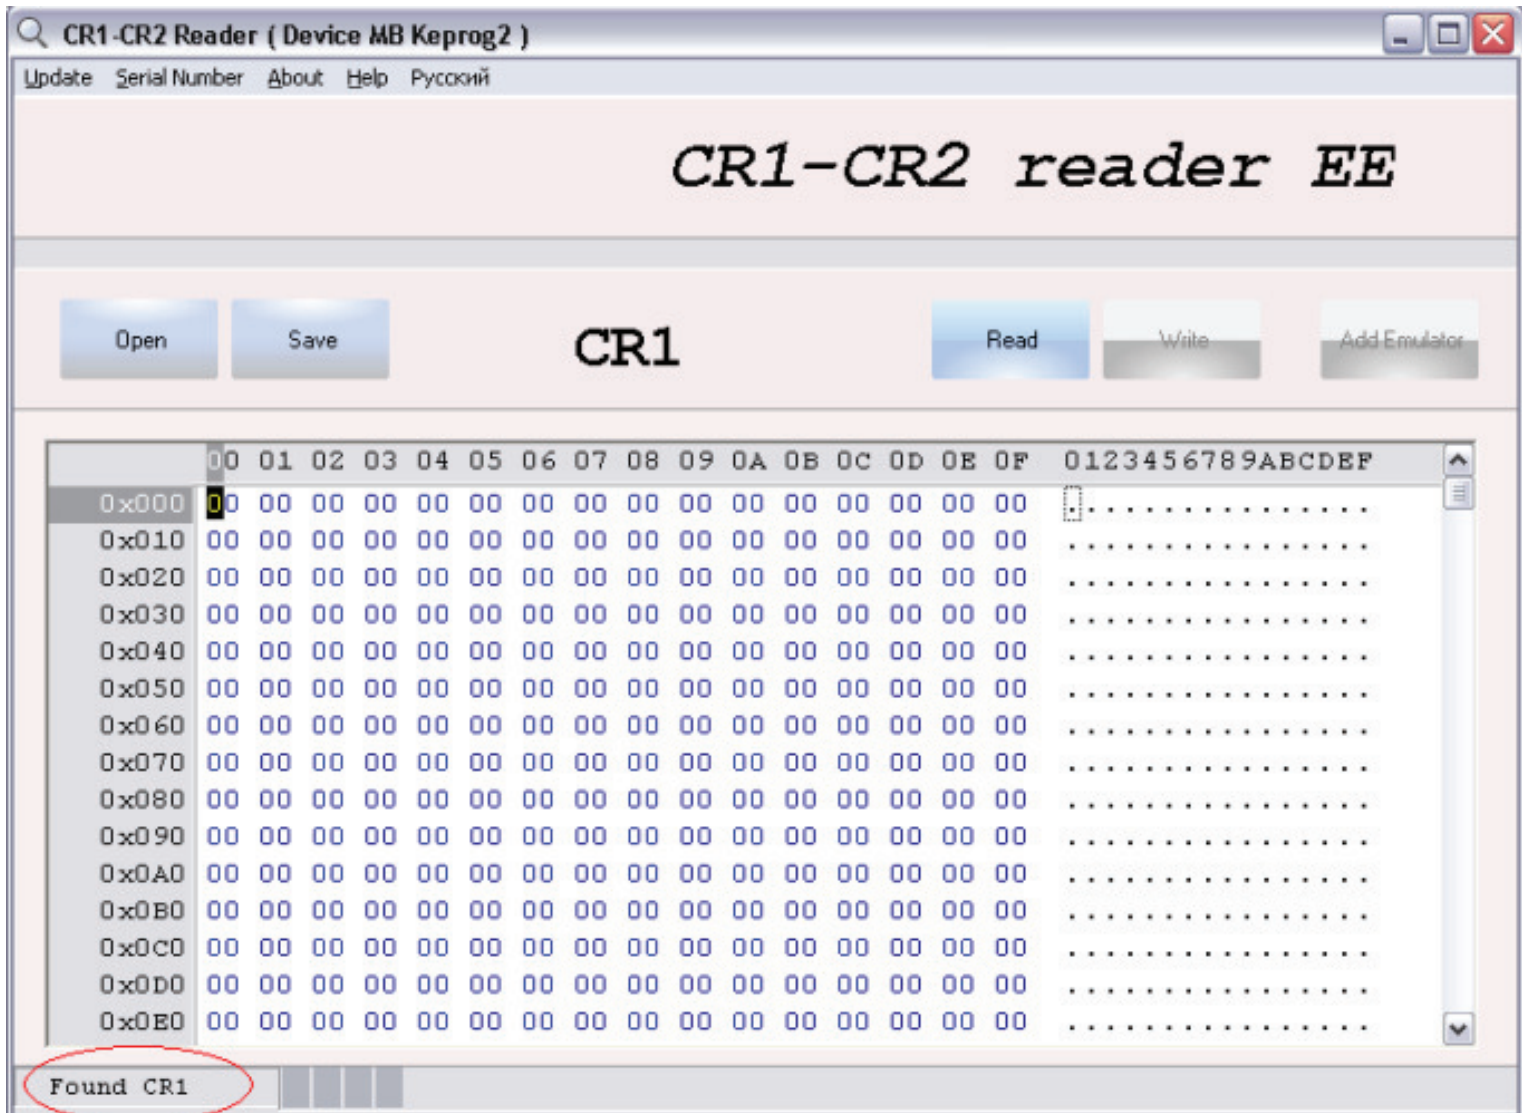 CR1-CR2 Reader ( Device MB Keprog2 )
Update Serial Number About Help Русский
CR1-CR2 reader EE
Open Save CR1 Read Write Add Emulator
00 01 02 03 04 05 06 07 08 09 0A 0B 0C 0D 0E 0F 0123456789ABCDEF
0x000 00 00 00 00 00 00 00 00 00 00 00 00 00 00 00 00 ................
0x010 00 00 00 00 00 00 00 00 00 00 00 00 00 00 00 00 ................
0x020 00 00 00 00 00 00 00 00 00 00 00 00 00 00 00 00 ................
0x030 00 00 00 00 00 00 00 00 00 00 00 00 00 00 00 00 ................
0x040 00 00 00 00 00 00 00 00 00 00 00 00 00 00 00 00 ................
0x050 00 00 00 00 00 00 00 00 00 00 00 00 00 00 00 00 ................
0x060 00 00 00 00 00 00 00 00 00 00 00 00 00 00 00 00 ................
0x070 00 00 00 00 00 00 00 00 00 00 00 00 00 00 00 00 ................
0x080 00 00 00 00 00 00 00 00 00 00 00 00 00 00 00 00 ................
0x090 00 00 00 00 00 00 00 00 00 00 00 00 00 00 00 00 ................
0x0A0 00 00 00 00 00 00 00 00 00 00 00 00 00 00 00 00 ................
0x0B0 00 00 00 00 00 00 00 00 00 00 00 00 00 00 00 00 ................
0x0C0 00 00 00 00 00 00 00 00 00 00 00 00 00 00 00 00 ................
0x0D0 00 00 00 00 00 00 00 00 00 00 00 00 00 00 00 00 ................
0x0E0 00 00 00 00 00 00 00 00 00 00 00 00 00 00 00 00 ................
Found CR1